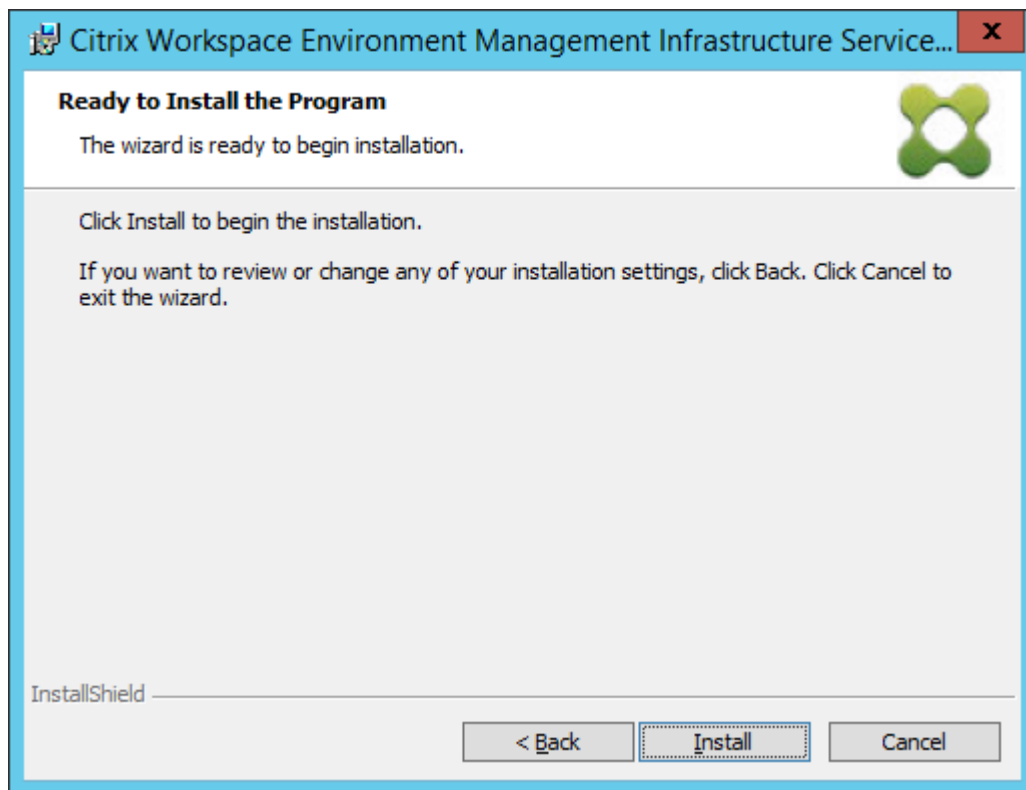 Citrix Workspace Environment Management Infrastructure Service...
x
Ready to Install the Program
The wizard is ready to begin installation.
Click Install to begin the installation.
If you want to review or change any of your installation settings, click Back. Click Cancel to
exit the wizard.
InstallShield
< Back Install Cancel